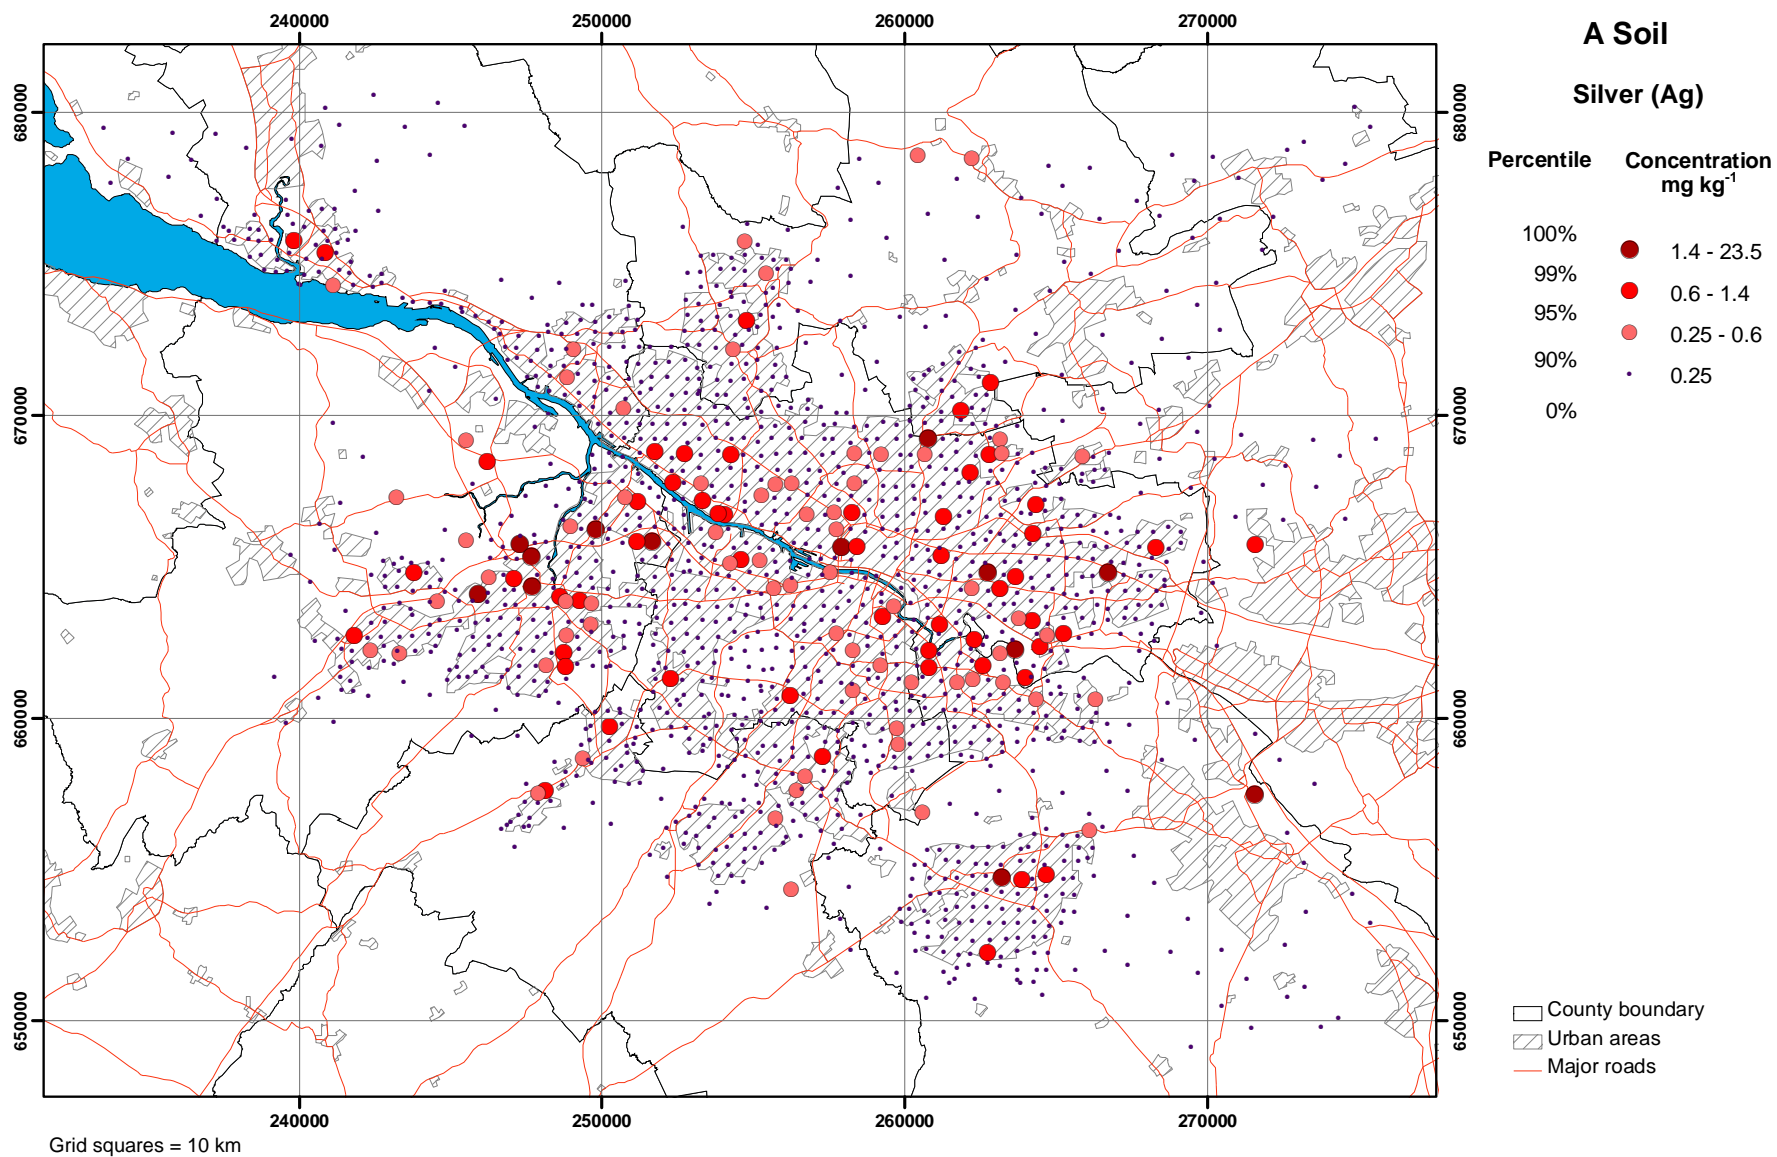 240000 250000 260000 270000
A Soil
Silver (Ag)
Percentile Concentration
mg kg-1
100%
1.4 - 23.5
99%
0.6 - 1.4
95%
0.25 - 0.6
90%
0.25
0%
680000 680000
670000 670000
660000 660000
650000 650000
County boundary
Urban areas
Major roads
240000 250000 260000 270000
Grid squares = 10 km